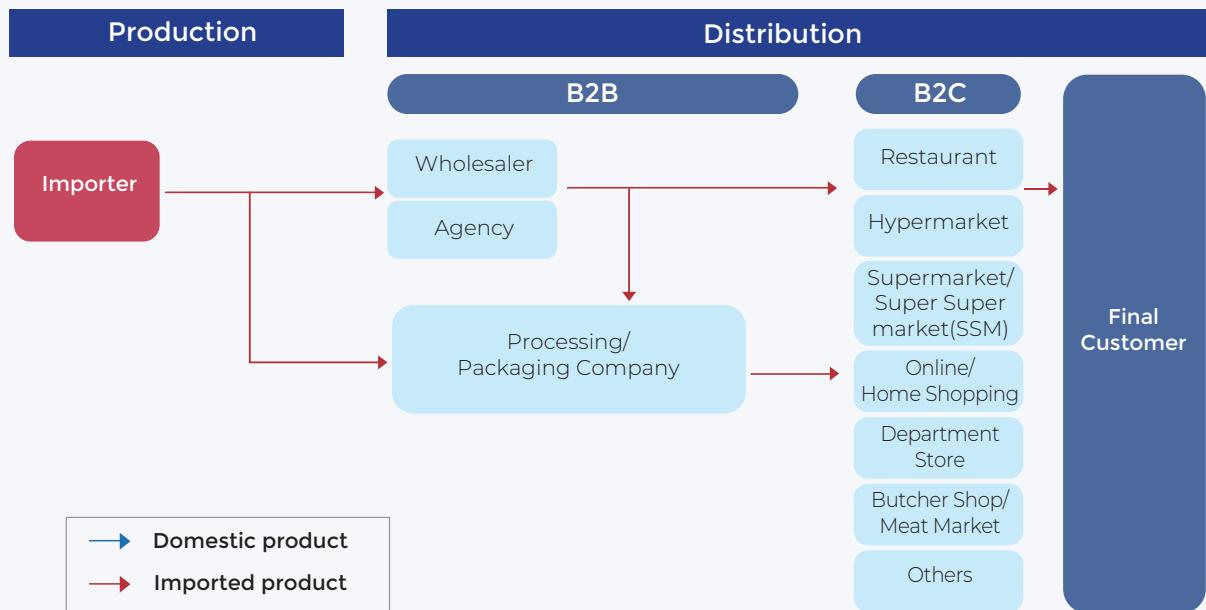 Production
Distribution
B2B
B2C
Importer
Wholesaler
Agency
Processing/
Packaging Company
Restaurant
Hypermarket
Supermarket/
Super Super
market(SSM)
Online/
Home Shopping
Department
Store
Butcher Shop/
Meat Market
Others
Final
Customer
Domestic product
Imported product